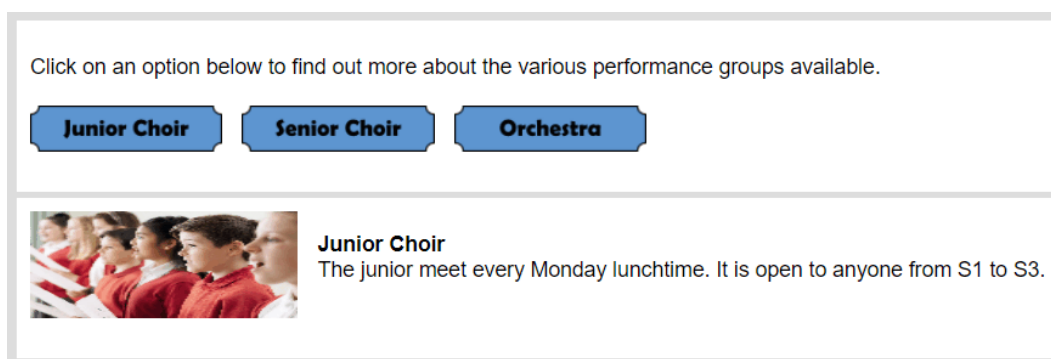 Click on an option below to find out more about the various performance groups available.
Junior Choir Senior Choir Orchestra
Junior Choir
The junior meet every Monday lunchtime. It is open to anyone from S1 to S3.